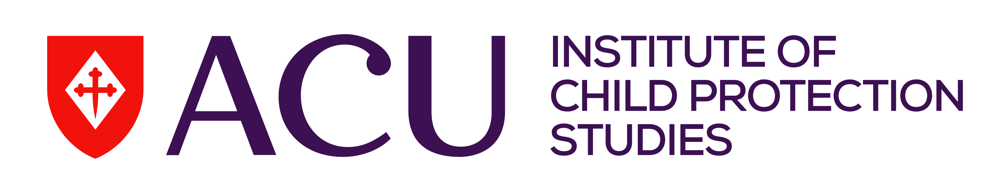 ACU
INSTITUTE OF
CHILD PROTECTION
STUDIES